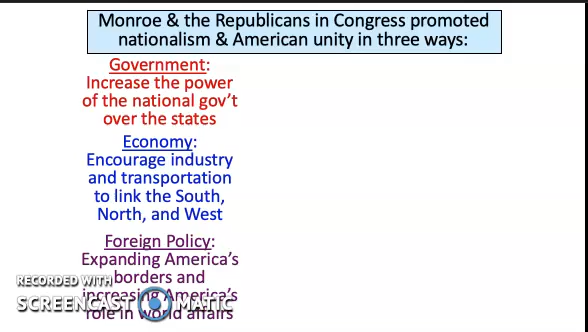 Monroe & the Republicans in Congress promoted
nationalism & American unity in three ways:
Government:
Increase the power
of the national gov't
over the states
Economy:
Encourage industry
and transportation
to link the South,
North, and West
Foreign Policy:
Expanding America's
borders and
increasing America's
role in world affairs
RECORDED WITH
SCREENCAST MATIC